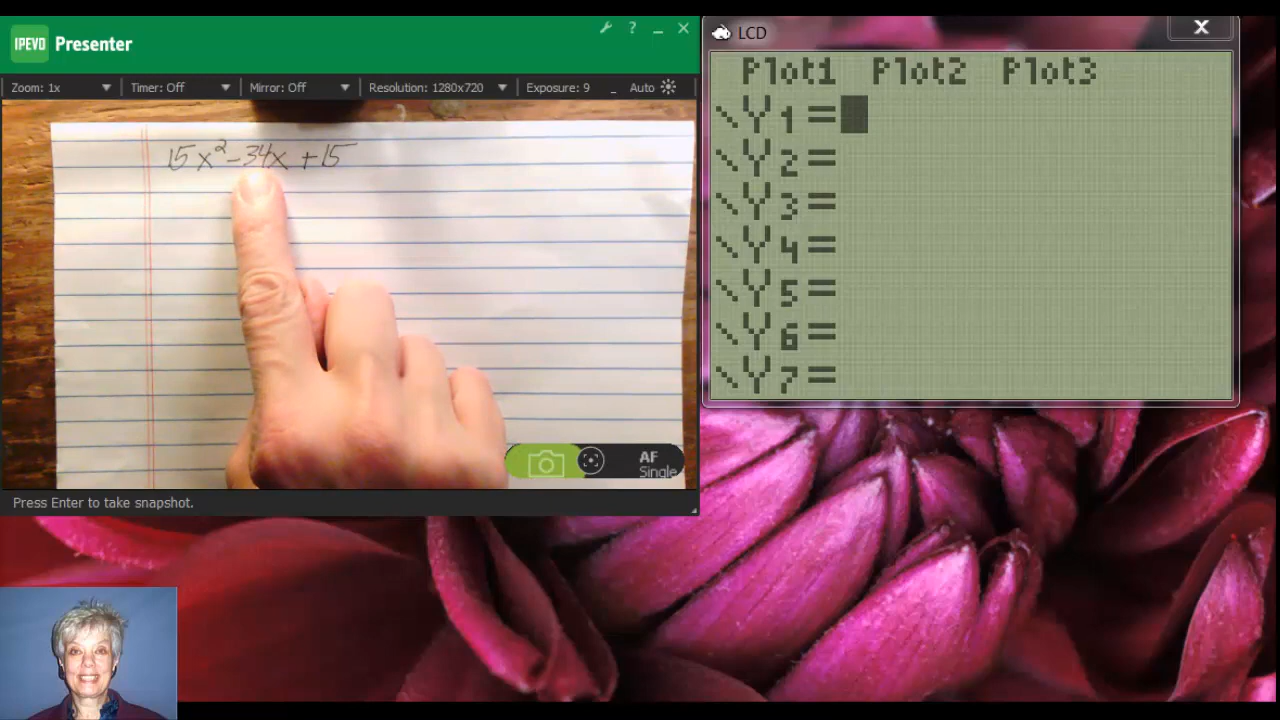 IPEVO Presenter
Zoom: 1x Timer: Off Mirror: Off Resolution: 1280x720 Exposure: 9 Auto
15x² - 34x + 15
AF
Single
Press Enter to take snapshot.
LCD
Plot1 Plot2 Plot3
\Y1=
\Y2=
\Y3=
\Y4=
\Y5=
\Y6=
\Y7=